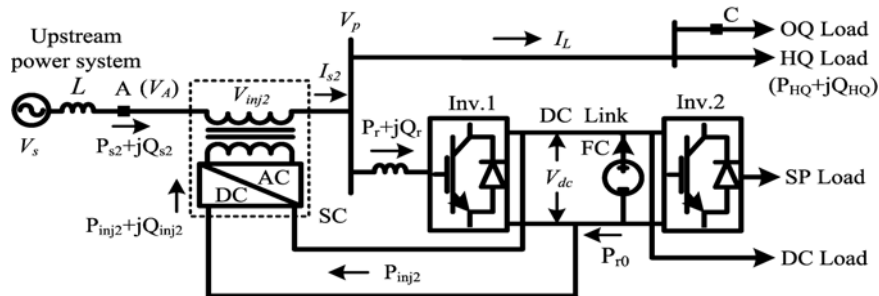 Upstream
power system
L
A (V_A)
V_s
P_s2+jQ_s2
V_inj2
I_s2
V_p
I_L
C
OQ Load
HQ Load
(P_HQ+jQ_HQ)
P_r+jQ_r
Inv.1
DC Link
FC
V_dc
Inv.2
AC
DC
SC
P_inj2+jQ_inj2
P_inj2
P_r0
SP Load
DC Load